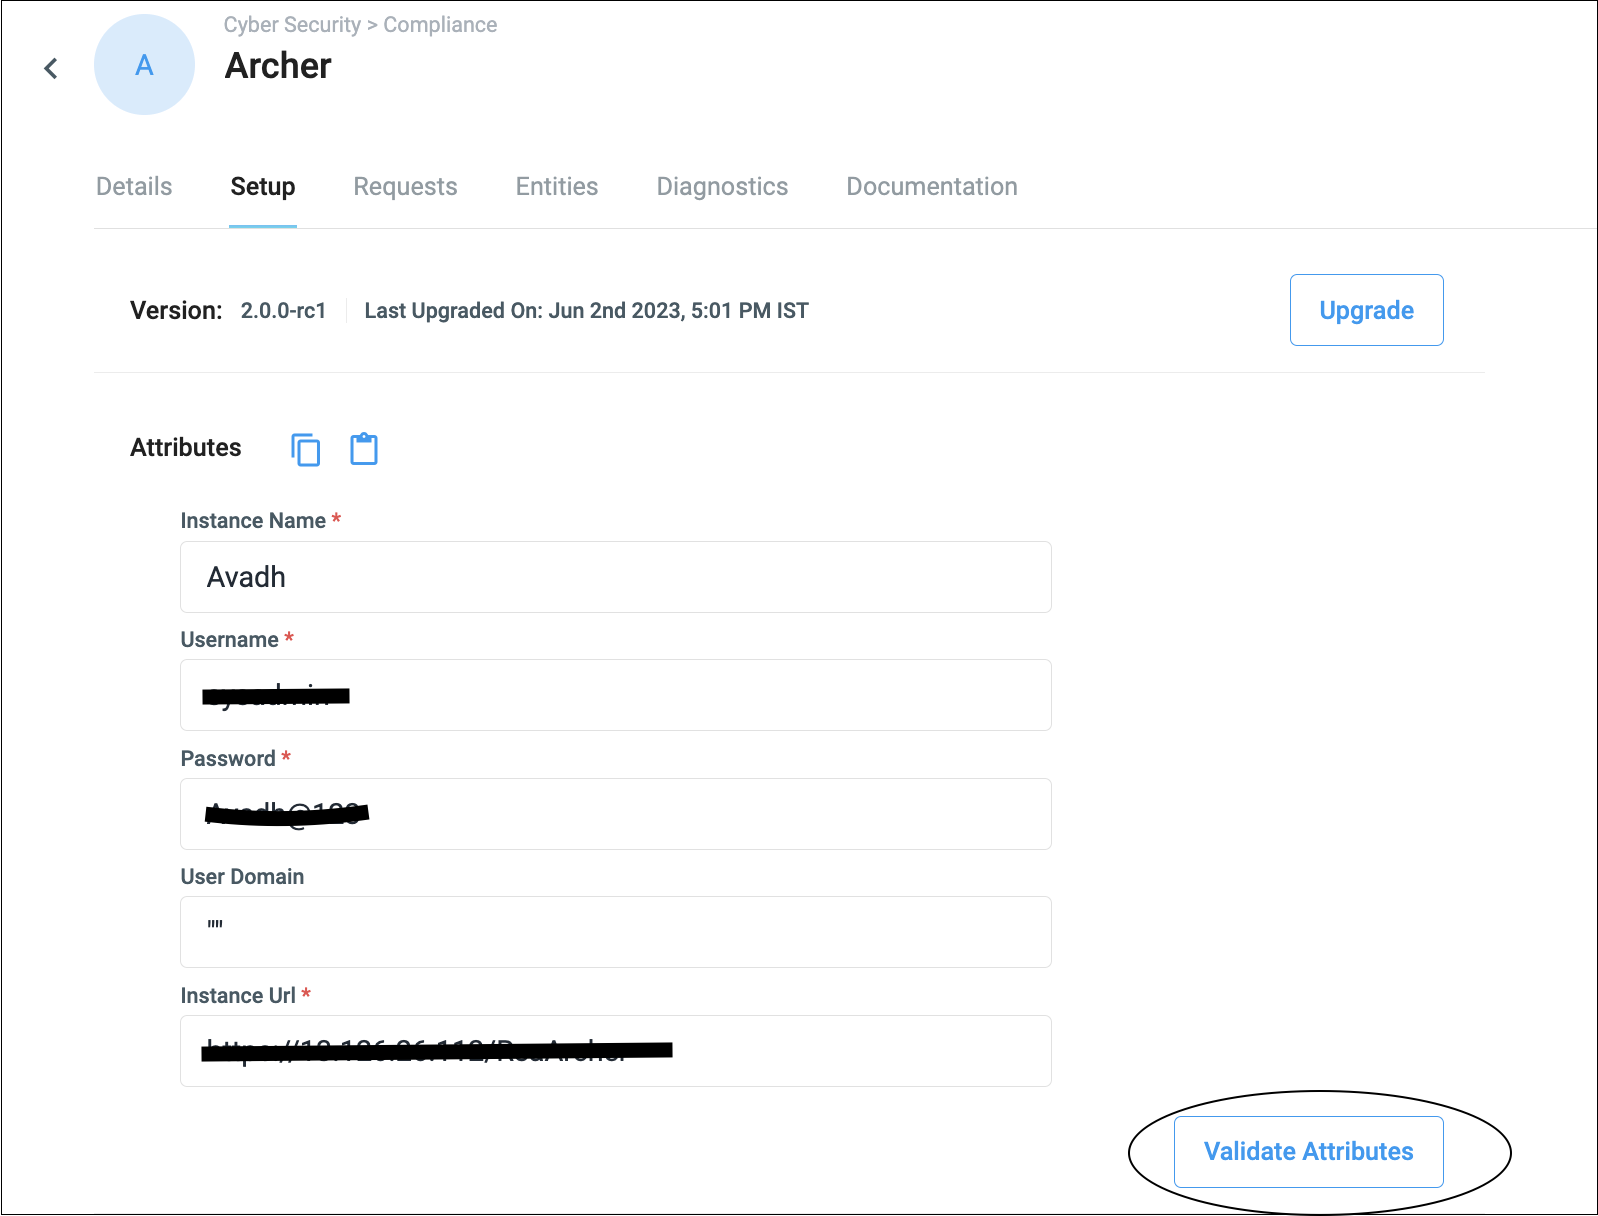 Cyber Security > Compliance
A
Archer
Details Setup Requests Entities Diagnostics Documentation
Version: 2.0.0-rc1 Last Upgraded On: Jun 2nd 2023, 5:01 PM IST
Upgrade
Attributes
Instance Name *
Avadh
Username *
Password *
User Domain
""
Instance Url *
Validate Attributes